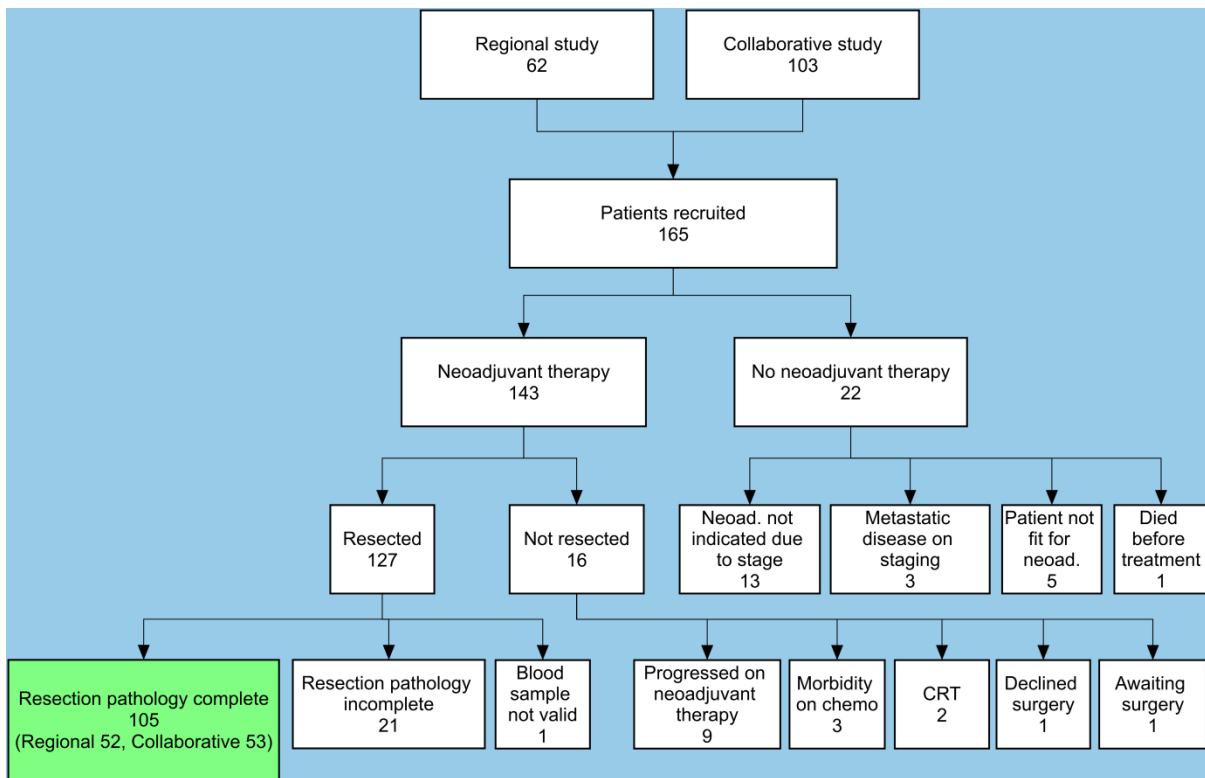 Regional study
62
Collaborative study
103
Patients recruited
165
Neoadjuvant therapy
143
No neoadjuvant therapy
22
Resected
127
Not resected
16
Neoad. not
indicated due
to stage
13
Metastatic
disease on
staging
3
Patient not
fit for
neoad.
5
Died
before
treatment
1
Resection pathology complete
105
(Regional 52, Collaborative 53)
Resection pathology
incomplete
21
Blood
sample
not valid
1
Progressed on
neoadjuvant
therapy
9
Morbidity
on chemo
3
CRT
2
Declined
surgery
1
Awaiting
surgery
1